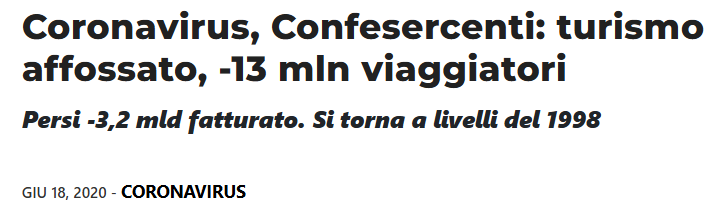 Coronavirus, Confesercenti: turismo
affossato, -13 mln viaggiatori
Persi -3,2 mld fatturato. Si torna a livelli del 1998
GIU 18, 2020 - CORONAVIRUS